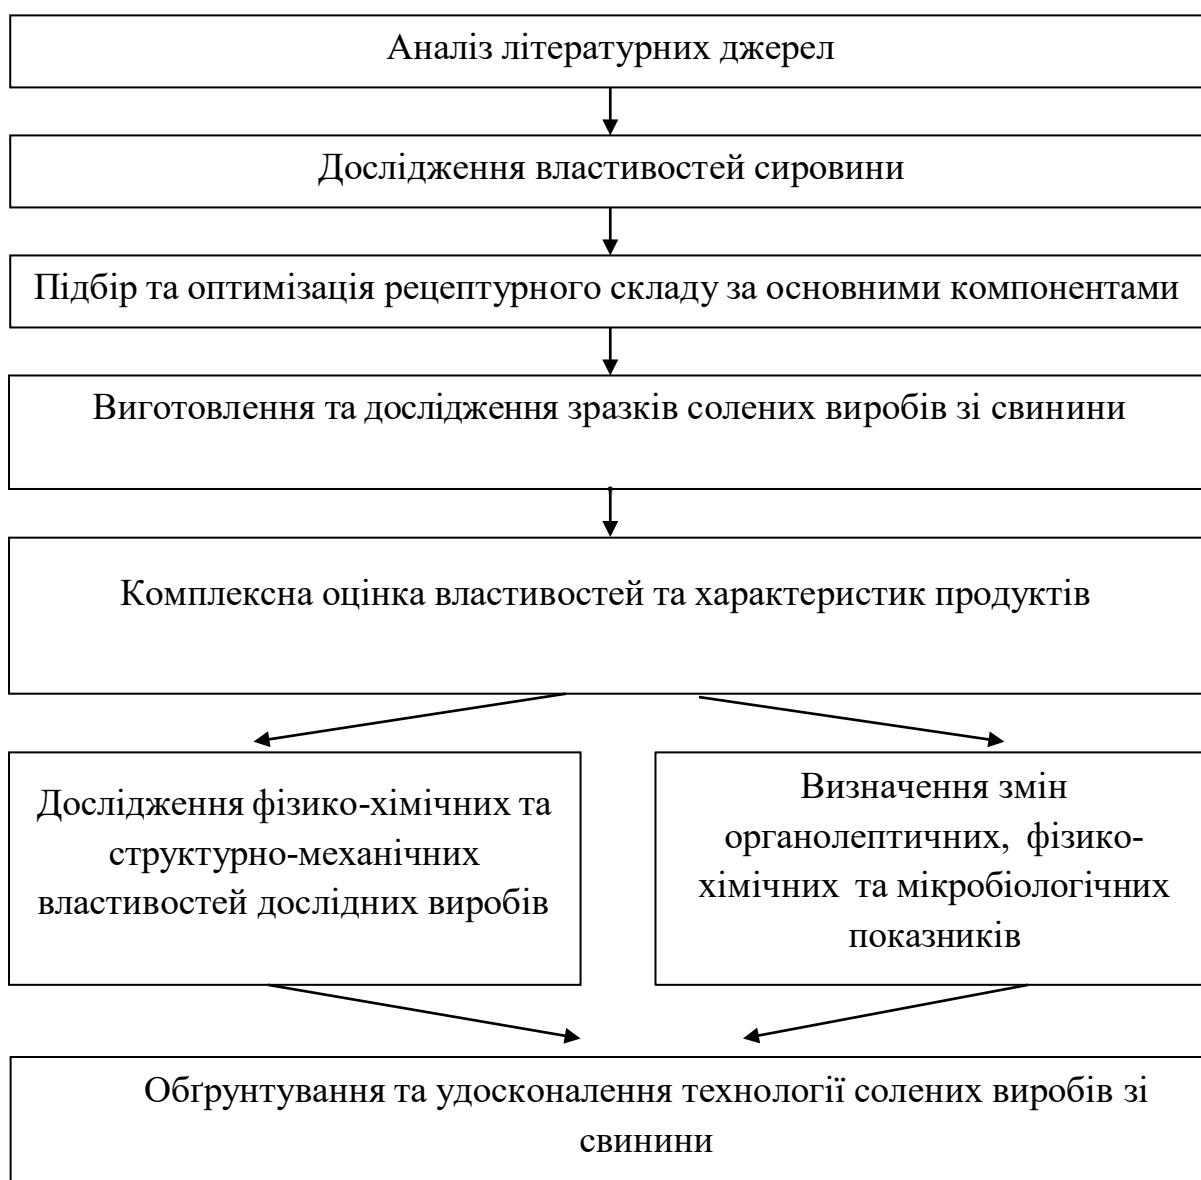 Аналіз літературних джерел
Дослідження властивостей сировини
Підбір та оптимізація рецептурного складу за основними компонентами
Виготовлення та дослідження зразків солених виробів зі свинини
Комплексна оцінка властивостей та характеристик продуктів
Дослідження фізико-хімічних та
структурно-механічних
властивостей дослідних виробів
Визначення змін
органолептичних, фізико-
хімічних та мікробіологічних
показників
Обґрунтування та удосконалення технології солених виробів зі
свинини